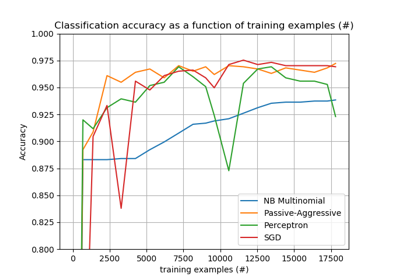 Classification accuracy as a function of training examples (#)
1.000
0.975
0.950
0.925
0.900
0.875
0.850
0.825
0.800
Accuracy
NB Multinomial
Passive-Aggressive
Perceptron
SGD
0 2500 5000 7500 10000 12500 15000 17500
training examples (#)